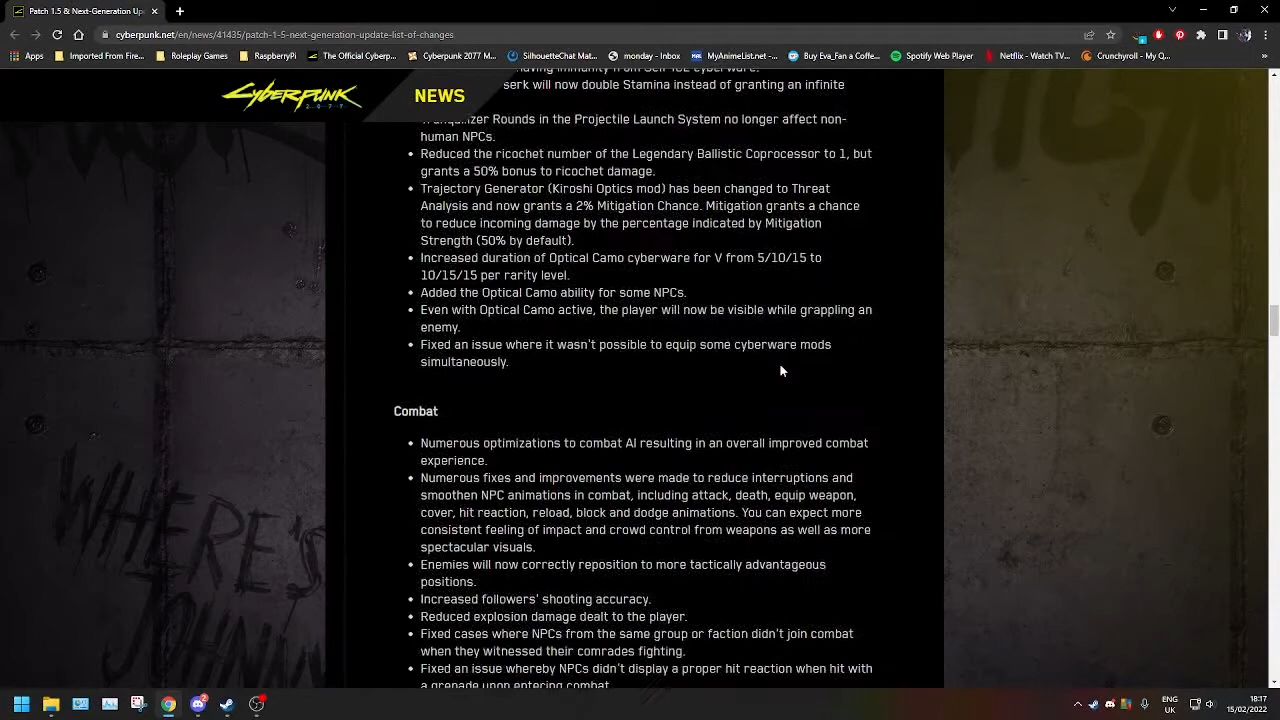 Patch 1.5 & Next-Generation Up
cyberpunk.net/en/news/41435/patch-1-5-next-generation-update-list-of-changes
Apps
Imported From Fire...
Roleplay Games
RaspberryPi
The Official Cyberp...
Cyberpunk 2077 M...
SilhouetteChat Mat...
monday - Inbox
MyAnimeList.net -...
Buy Eva_Fan a Coffe...
Spotify Web Player
Netflix - Watch TV...
Crunchyroll - My Q...
CYBERPUNK
2077
NEWS
having immunity from Self-ICE cyberware.
serk will now double Stamina instead of granting an infinite
Tranquilizer Rounds in the Projectile Launch System no longer affect non-
human NPCs.
Reduced the ricochet number of the Legendary Ballistic Coprocessor to 1, but
grants a 50% bonus to ricochet damage.
Trajectory Generator (Kiroshi Optics mod) has been changed to Threat
Analysis and now grants a 2% Mitigation Chance. Mitigation grants a chance
to reduce incoming damage by the percentage indicated by Mitigation
Strength (50% by default).
Increased duration of Optical Camo cyberware for V from 5/10/15 to
10/15/15 per rarity level.
Added the Optical Camo ability for some NPCs.
Even with Optical Camo active, the player will now be visible while grappling an
enemy.
Fixed an issue where it wasn't possible to equip some cyberware mods
simultaneously.
Combat
Numerous optimizations to combat AI resulting in an overall improved combat
experience.
Numerous fixes and improvements were made to reduce interruptions and
smoothen NPC animations in combat, including attack, death, equip weapon,
cover, hit reaction, reload, block and dodge animations. You can expect more
consistent feeling of impact and crowd control from weapons as well as more
spectacular visuals.
Enemies will now correctly reposition to more tactically advantageous
positions.
Increased followers' shooting accuracy.
Reduced explosion damage dealt to the player.
Fixed cases where NPCs from the same group or faction didn't join combat
when they witnessed their comrades fighting.
Fixed an issue whereby NPCs didn't display a proper hit reaction when hit with
a grenade upon entering combat.
WHERE'S
JOHNNY
ENG
UK
18:17
15/02/2022